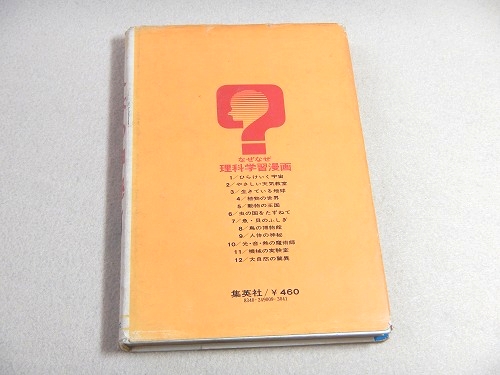 なぜなぜ
理科学習漫画
1/ひらけいく宇宙
2/やさしい天気教室
3/生きている地球
4/植物の世界
5/動物の王国
6/虫の国をたずねて
7/魚・貝のふしぎ
8/鳥の博物館
9/人体の神秘
10/光・音・熱の魔術師
11/機械の実験室
12/大自然の驚異
集英社/¥460
8340-249009-3041